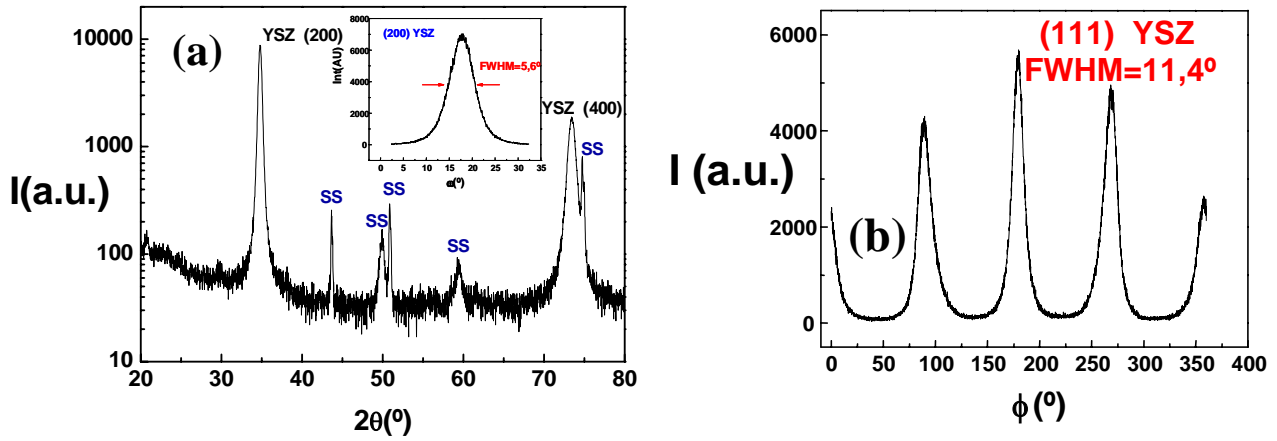 (a)
YSZ (200)
YSZ (400)
SS
SS
SS
SS
SS
I(a.u.)
10000
1000
100
10
20
30
40
50
60
70
80
2θ(º)
(200) YSZ
FWHM=5,6º
Int(AU)
8000
6000
4000
2000
0
0
5
10
15
20
25
30
35
ω(º)
(b)
(111) YSZ
FWHM=11,4º
I (a.u.)
6000
4000
2000
0
0
50
100
150
200
250
300
350
400
ϕ (º)